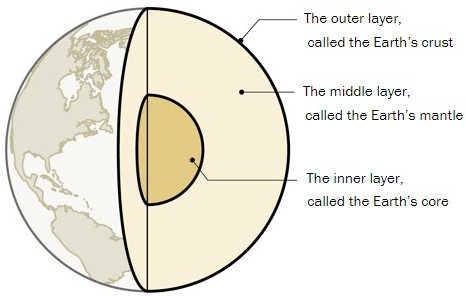 The outer layer,
called the Earth's crust
The middle layer,
called the Earth's mantle
The inner layer,
called the Earth's core